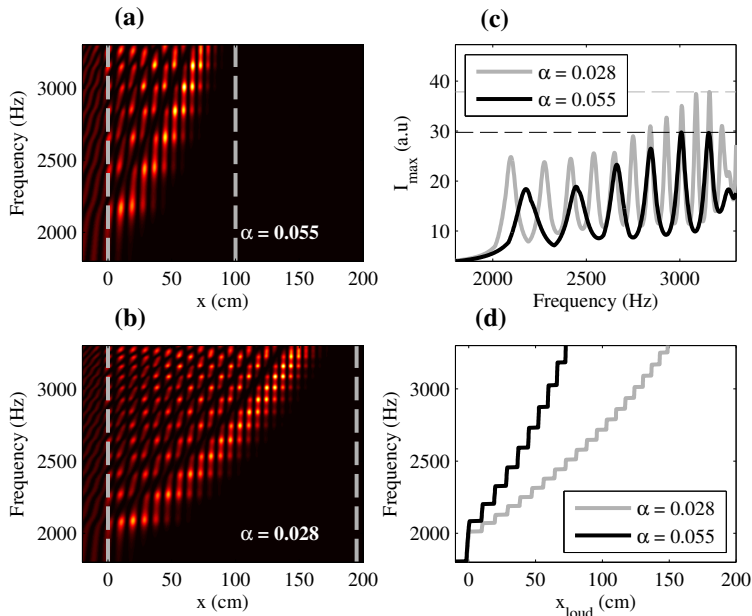 (a)
Frequency (Hz)
3000
2500
2000
α = 0.055
0 50 100 150 200
x (cm)
(c)
I_max (a.u)
40
30
20
10
α = 0.028
α = 0.055
2000 2500 3000
Frequency (Hz)
(b)
Frequency (Hz)
3000
2500
2000
α = 0.028
0 50 100 150 200
x (cm)
(d)
Frequency (Hz)
3000
2500
2000
α = 0.028
α = 0.055
0 50 100 150 200
x_loud (cm)